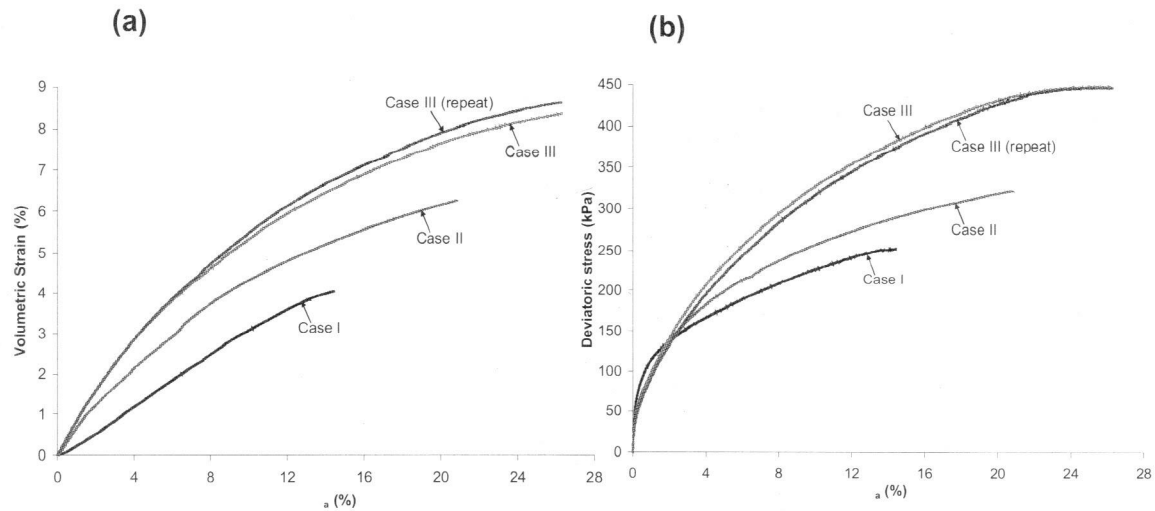 (a)
Volumetric Strain (%)
9
8
7
6
5
4
3
2
1
0
0 4 8 12 16 20 24 28
a (%)
Case III (repeat)
Case III
Case II
Case I
(b)
Deviatoric stress (kPa)
450
400
350
300
250
200
150
100
50
0
0 4 8 12 16 20 24 28
a (%)
Case III
Case III (repeat)
Case II
Case I